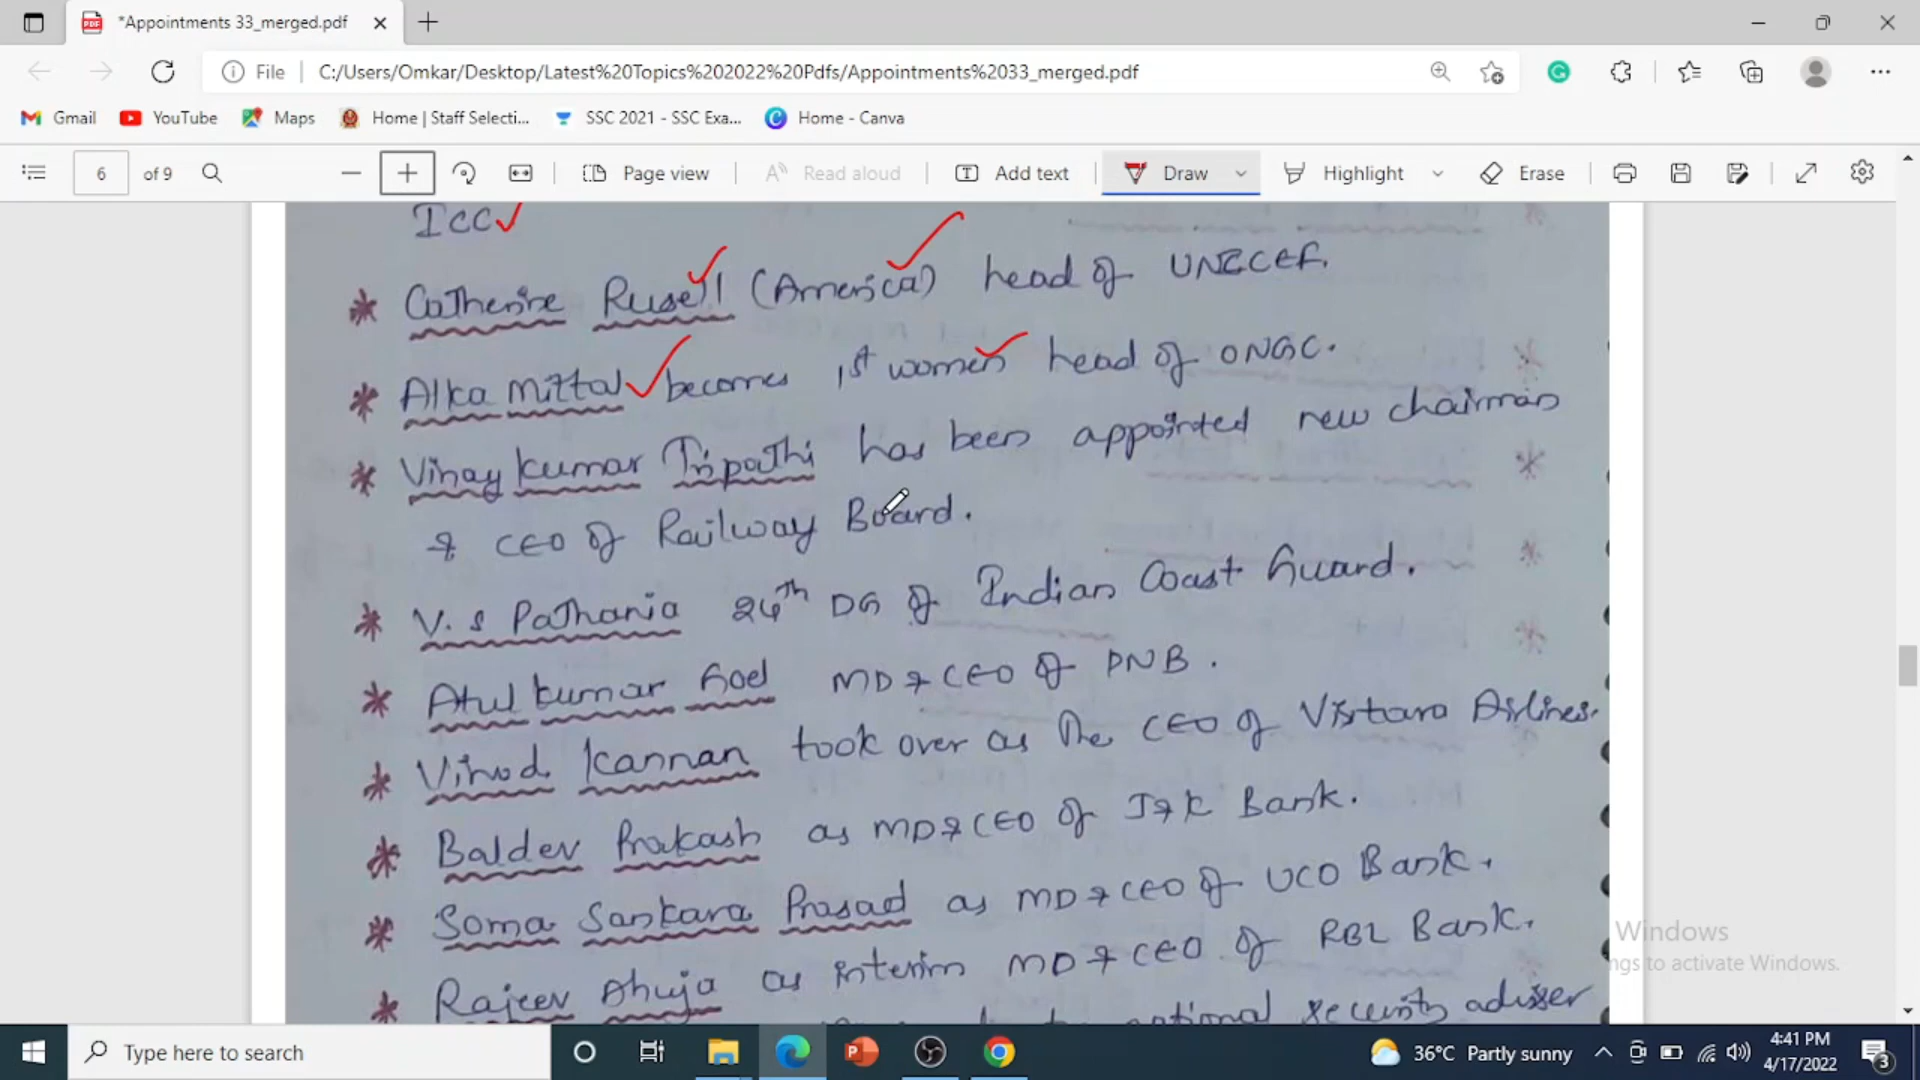 *Appointments 33_merged.pdf
File C:/Users/Omkar/Desktop/Latest%20Topics%202022%20Pdfs/Appointments%2033_merged.pdf
Gmail YouTube Maps Home | Staff Selecti... SSC 2021 - SSC Exa... Home - Canva
6 of 9 Page view Read aloud Add text Draw Highlight Erase
ICC
* Catherine Rusell (America) head of UNICEF.
* Alka Mittal becomes 1st women head of ONGC.
* Vinay kumar Tripathi has been appointed new chairman
& CEO of Railway Board.
* V.S Pathania 24th DG of Indian Coast Guard.
* Atul kumar Goel MD & CEO of PNB.
* Vinod Kannan took over as the CEO of Vistara Airlines.
* Baldev Prakash as MD & CEO of J&K Bank.
* Soma Sankara Prasad as MD & CEO of UCO Bank.
* Rajeev Ahuja as interim MD & CEO of RBL Bank.
national security adviser
Windows
ngs to activate Windows.
Type here to search
36°C Partly sunny
4:41 PM
4/17/2022
3